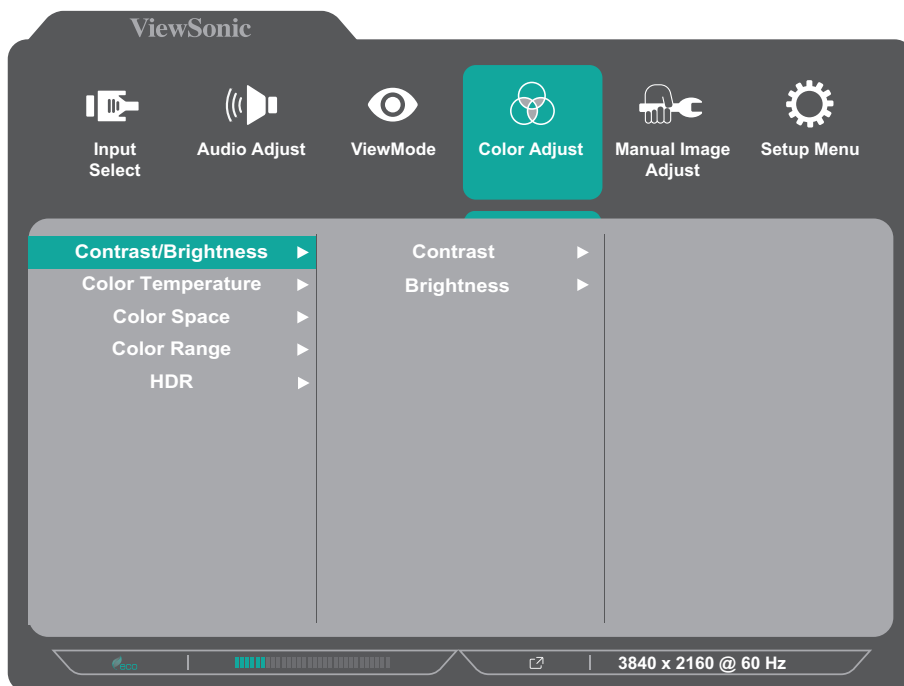 ViewSonic
Input
Select
Audio Adjust
ViewMode
Color Adjust
Manual Image
Adjust
Setup Menu
Contrast/Brightness
Color Temperature
Color Space
Color Range
HDR
Contrast
Brightness
eco
3840 x 2160 @ 60 Hz